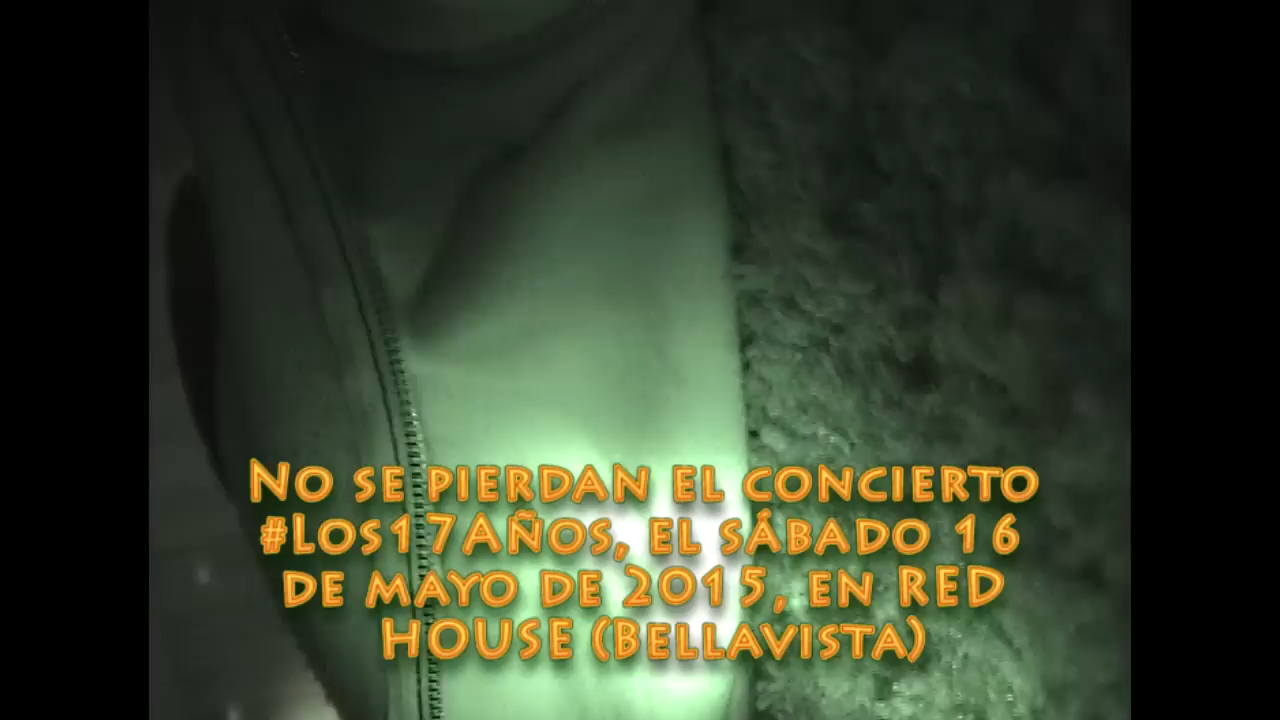 No se pierdan el concierto
#Los17Años, el sábado 16
de mayo de 2015, en RED
HOUSE (Bellavista)